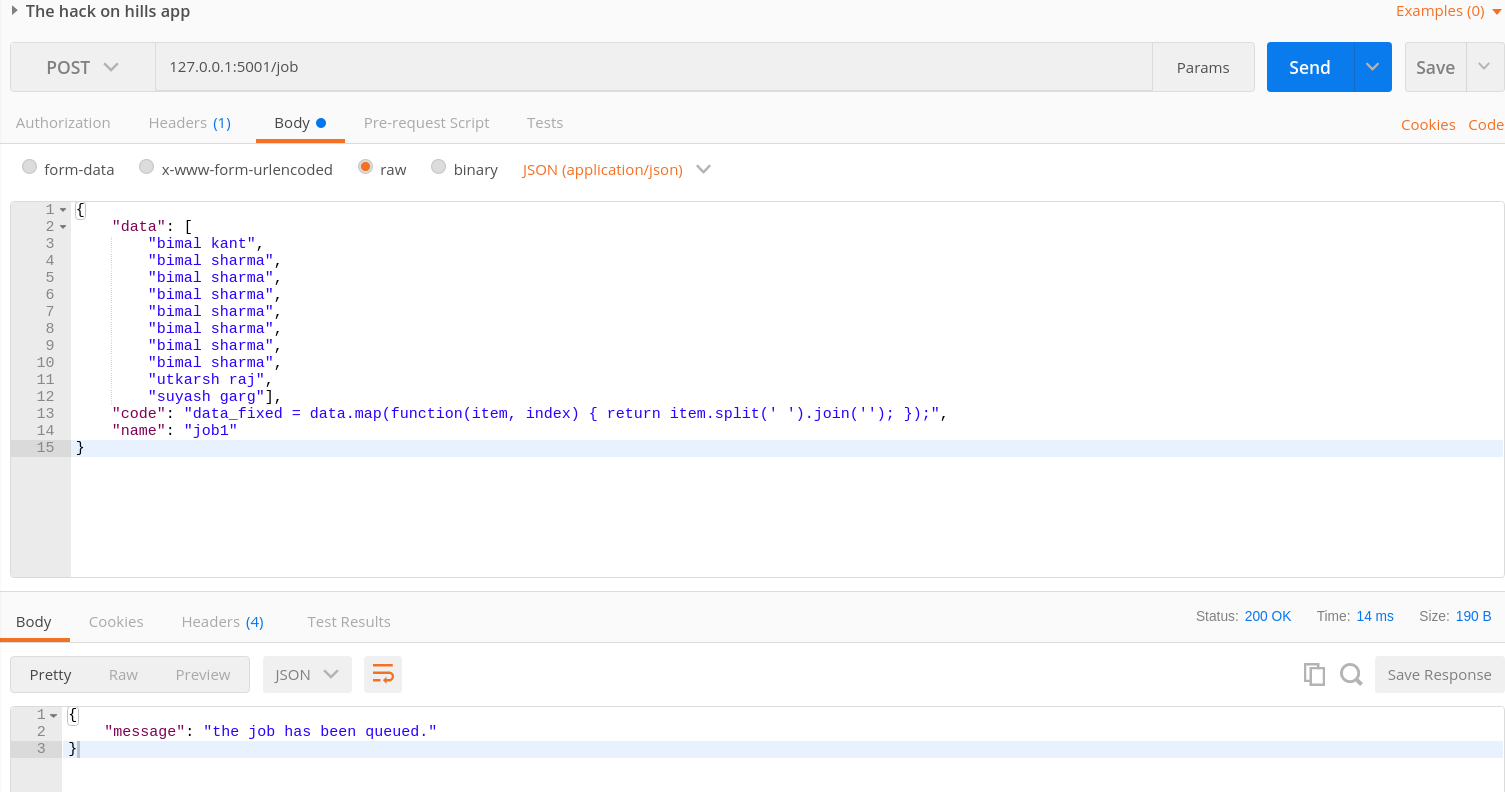 The hack on hills app
Examples (0)
POST 127.0.0.1:5001/job Params Send Save
Authorization Headers (1) Body Pre-request Script Tests
Cookies Code
form-data x-www-form-urlencoded raw binary JSON (application/json)
1 {
2 "data": [
3 "bimal kant",
4 "bimal sharma",
5 "bimal sharma",
6 "bimal sharma",
7 "bimal sharma",
8 "bimal sharma",
9 "bimal sharma",
10 "bimal sharma",
11 "utkarsh raj",
12 "suyash garg"],
13 "code": "data_fixed = data.map(function(item, index) { return item.split(' ').join(''); });",
14 "name": "job1"
15 }
Body Cookies Headers (4) Test Results
Status: 200 OK Time: 14 ms Size: 190 B
Pretty Raw Preview JSON Save Response
1 {
2 "message": "the job has been queued."
3 }